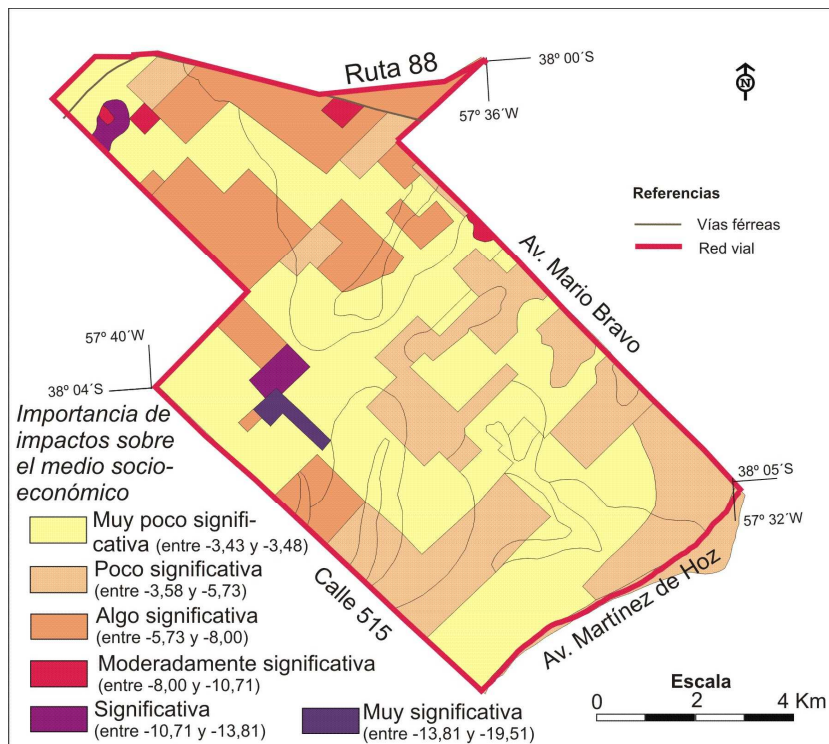 Ruta 88
38º 00´S
N
57º 36´W
Referencias
Vías férreas
Red vial
Av. Mario Bravo
57º 40´W
38º 04´S
Importancia de
impactos sobre
el medio socio-
económico
38º 05´S
57º 32´W
Muy poco signifi-
cativa (entre -3,43 y -3,48)
Poco significativa
(entre -3,58 y -5,73)
Algo significativa
(entre -5,73 y -8,00)
Moderadamente significativa
(entre -8,00 y -10,71)
Significativa
(entre -10,71 y -13,81)
Muy significativa
(entre -13,81 y -19,51)
Calle 515
Av. Martínez de Hoz
Escala
0 2 4 Km